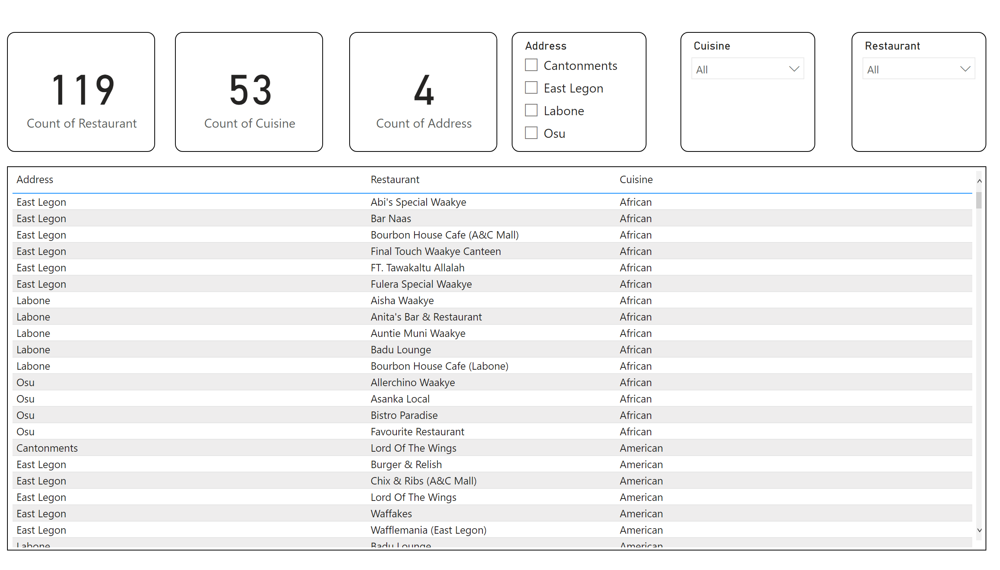 119
Count of Restaurant
53
Count of Cuisine
4
Count of Address
Address
Cantonments
East Legon
Labone
Osu
Cuisine
All
Restaurant
All
Address Restaurant Cuisine
East Legon Abi's Special Waakye African
East Legon Bar Naas African
East Legon Bourbon House Cafe (A&C Mall) African
East Legon Final Touch Waakye Canteen African
East Legon FT. Tawakaltu Allalah African
East Legon Fulera Special Waakye African
Labone Aisha Waakye African
Labone Anita's Bar & Restaurant African
Labone Auntie Muni Waakye African
Labone Badu Lounge African
Labone Bourbon House Cafe (Labone) African
Osu Allerchino Waakye African
Osu Asanka Local African
Osu Bistro Paradise African
Osu Favourite Restaurant African
Cantonments Lord Of The Wings American
East Legon Burger & Relish American
East Legon Chix & Ribs (A&C Mall) American
East Legon Lord Of The Wings American
East Legon Waffakes American
East Legon Wafflemania (East Legon) American
Labone Badu Lounge American